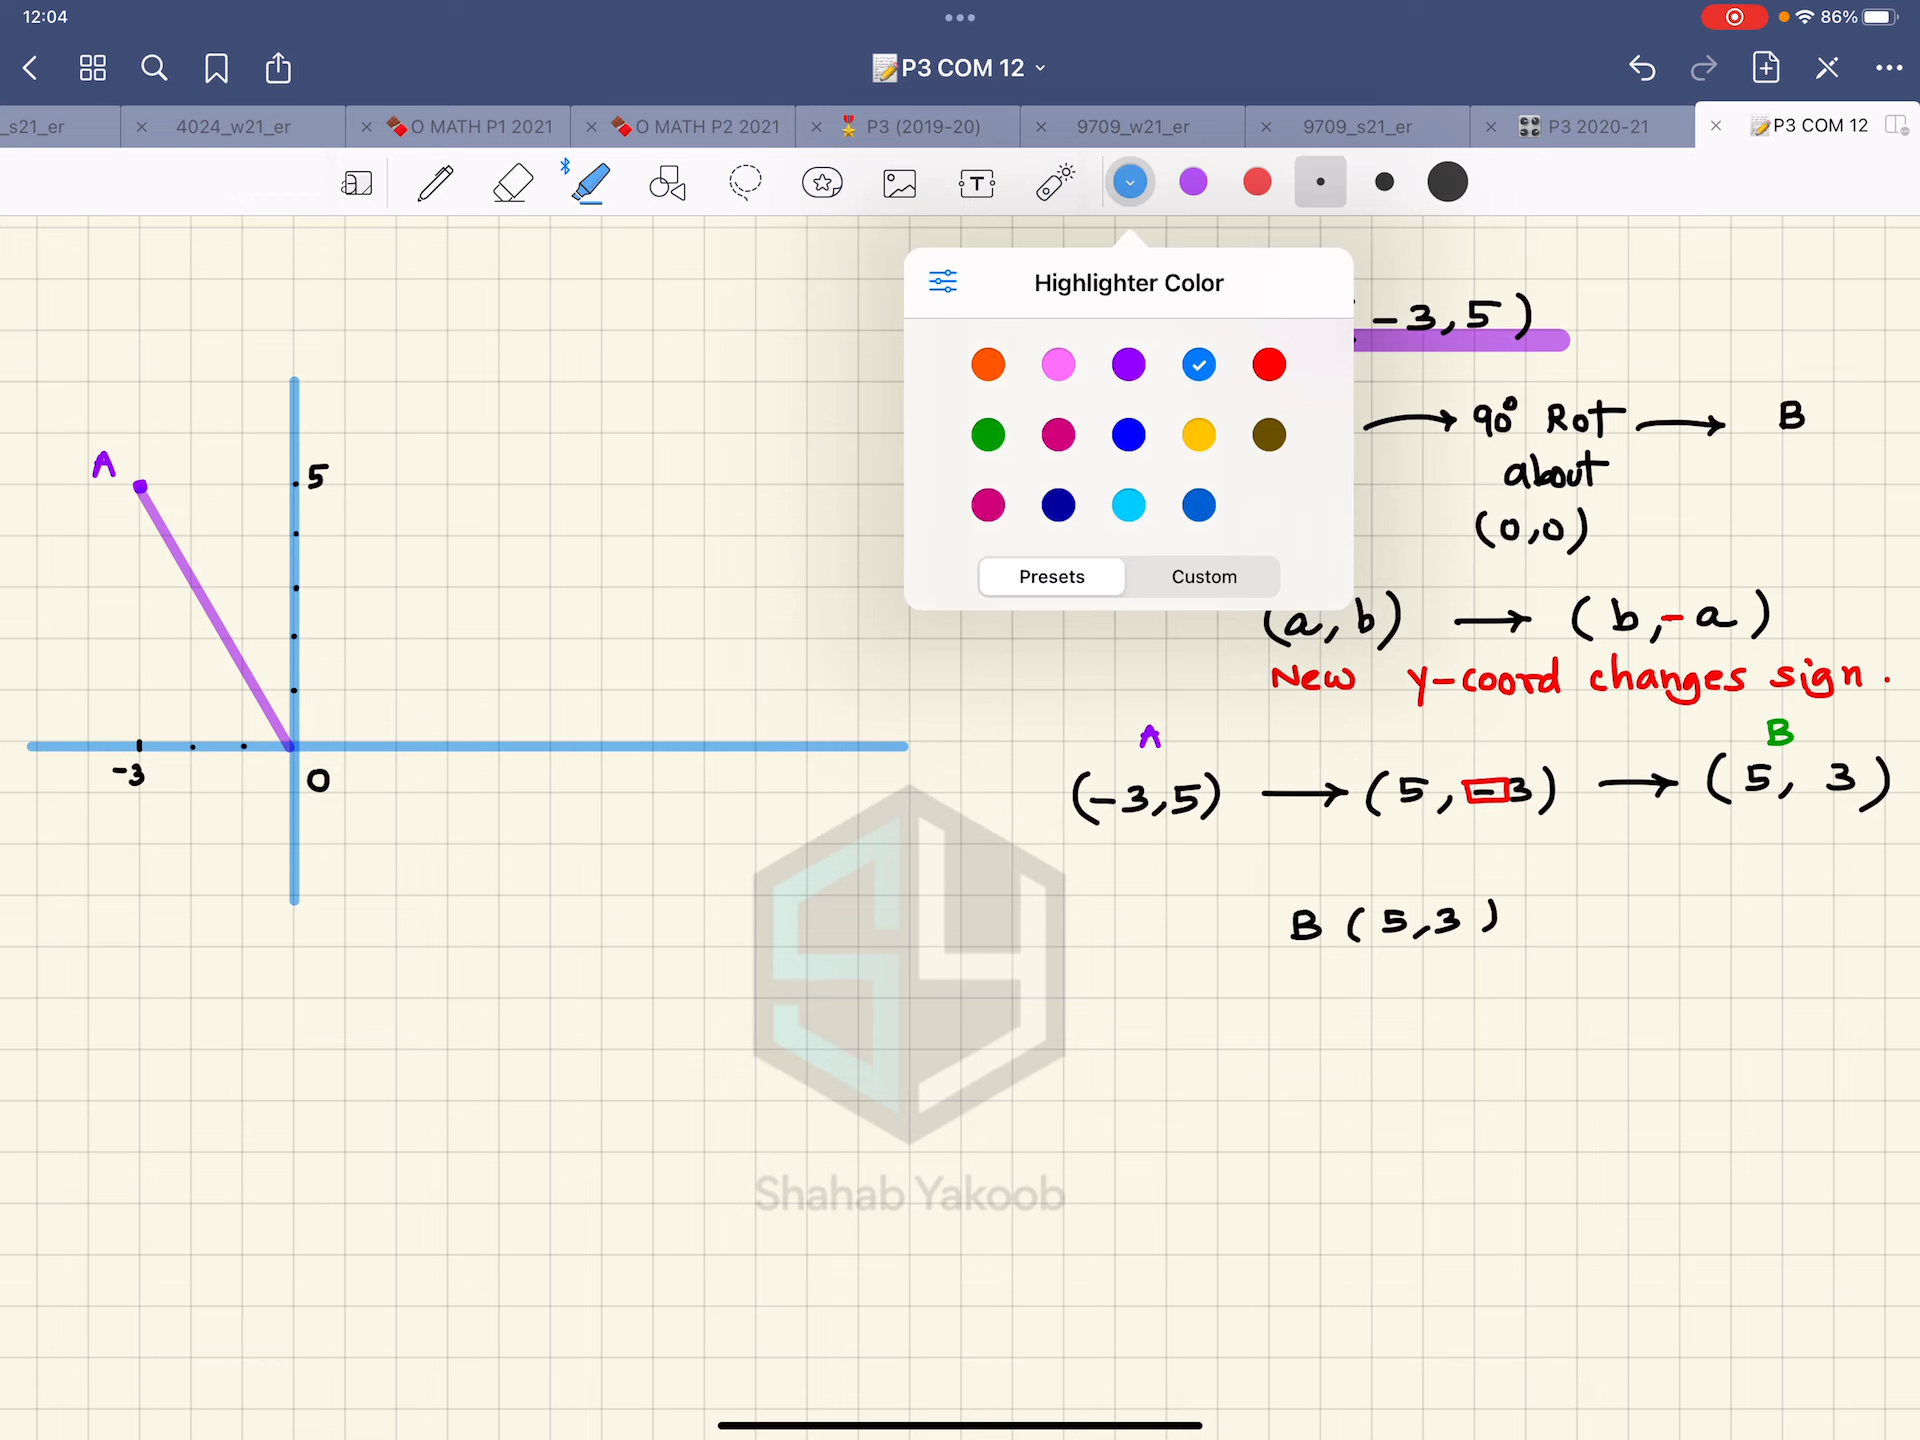 12:04
86%
P3 COM 12
_s21_er
4024_w21_er
O MATH P1 2021
O MATH P2 2021
P3 (2019-20)
9709_w21_er
9709_s21_er
P3 2020-21
P3 COM 12
T
Highlighter Color
Presets Custom
-3,5)
90° Rot → B
about
(0,0)
(a,b) → (b,-a)
New y-coord changes sign.
A
B
(-3,5) → (5,-3) → (5, 3)
B (5,3)
A
5
-3
0
Shahab Yakoob